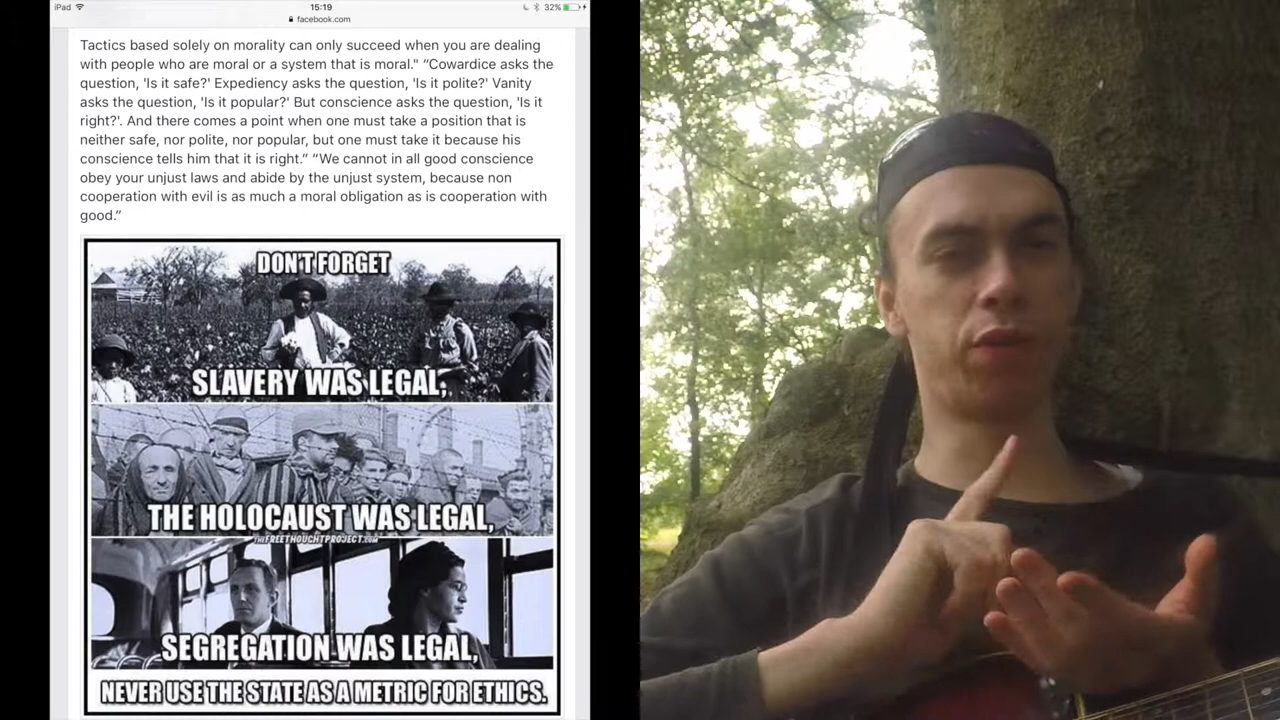 iPad 15:19 32%
facebook.com
Tactics based solely on morality can only succeed when you are dealing
with people who are moral or a system that is moral." “Cowardice asks the
question, 'Is it safe?' Expediency asks the question, 'Is it polite?' Vanity
asks the question, 'Is it popular?' But conscience asks the question, 'Is it
right?'. And there comes a point when one must take a position that is
neither safe, nor polite, nor popular, but one must take it because his
conscience tells him that it is right.” “We cannot in all good conscience
obey your unjust laws and abide by the unjust system, because non
cooperation with evil is as much a moral obligation as is cooperation with
good.”
DON'T FORGET
SLAVERY WAS LEGAL,
THE HOLOCAUST WAS LEGAL,
THEFREETHOUGHTPROJECT.COM
SEGREGATION WAS LEGAL,
NEVER USE THE STATE AS A METRIC FOR ETHICS.